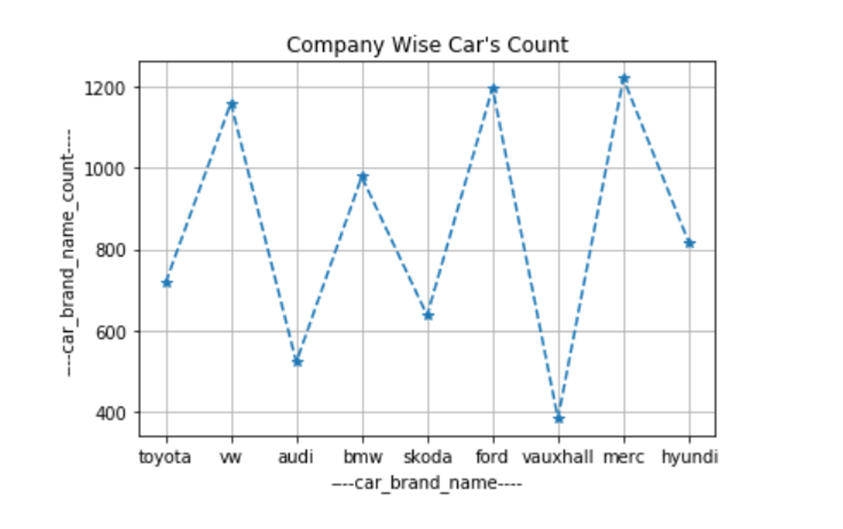 Company Wise Car's Count
1200
1000
800
600
400
----car_brand_name_count----
toyota vw audi bmw skoda ford vauxhall merc hyundi
----car_brand_name----